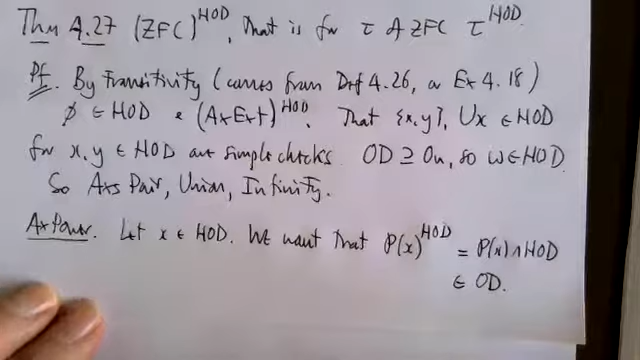 Thm 4.27 (ZFC)^HOD, that is for τ A ZFC τ^HOD.
Pf. By Transitivity (comes from Def 4.26, or Ex 4.18)
∅ ∈ HOD & (AxExt)^HOD. That {x,y}, Ux ∈ HOD
for x,y ∈ HOD are simple checks. OD ⊇ On, so ω ∈ HOD.
So Axs Pair, Union, Infinity.
AxPower. Let x ∈ HOD. We want that P(x)^HOD = P(x) ∩ HOD
∈ OD.